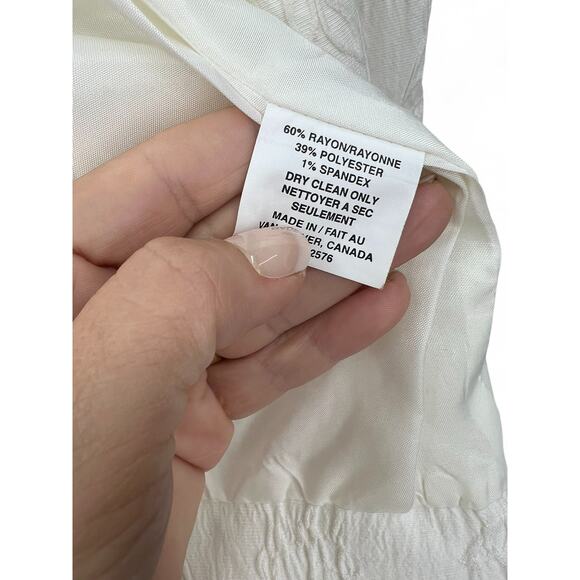 60% RAYON/RAYONNE
39% POLYESTER
1% SPANDEX
DRY CLEAN ONLY
NETTOYER A SEC
SEULEMENT
MADE IN / FAIT AU
CANADA
2576